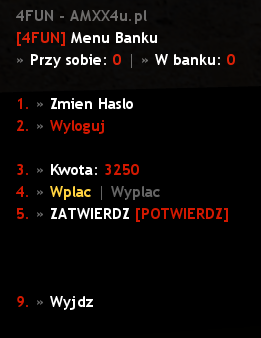 4FUN - AMXX4u.pl
[4FUN] Menu Banku
» Przy sobie: 0 | » W banku: 0
1. » Zmien Haslo
2. » Wyloguj
3. » Kwota: 3250
4. » Wplac | Wyplac
5. » ZATWIERDZ [POTWIERDZ]
9. » Wyjdz